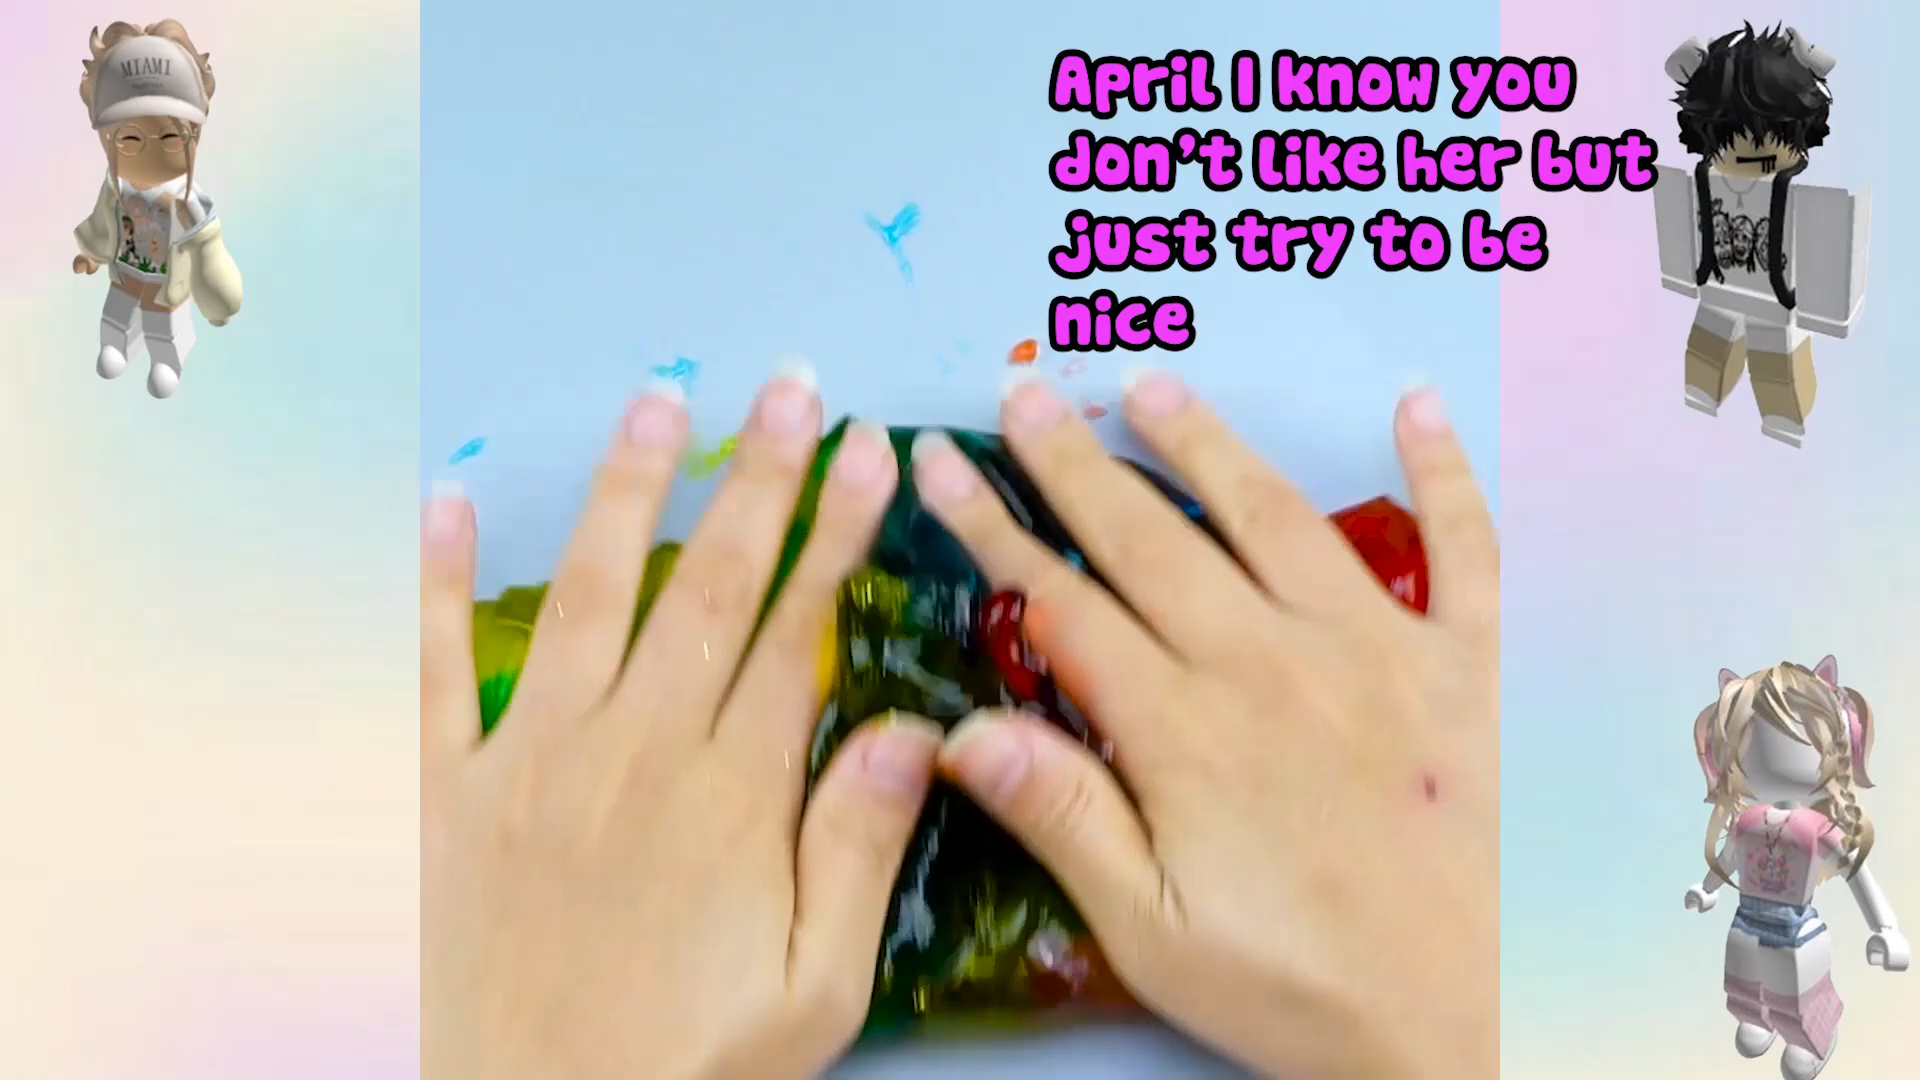 MIAMI
April I know you
don't like her but
just try to be
nice